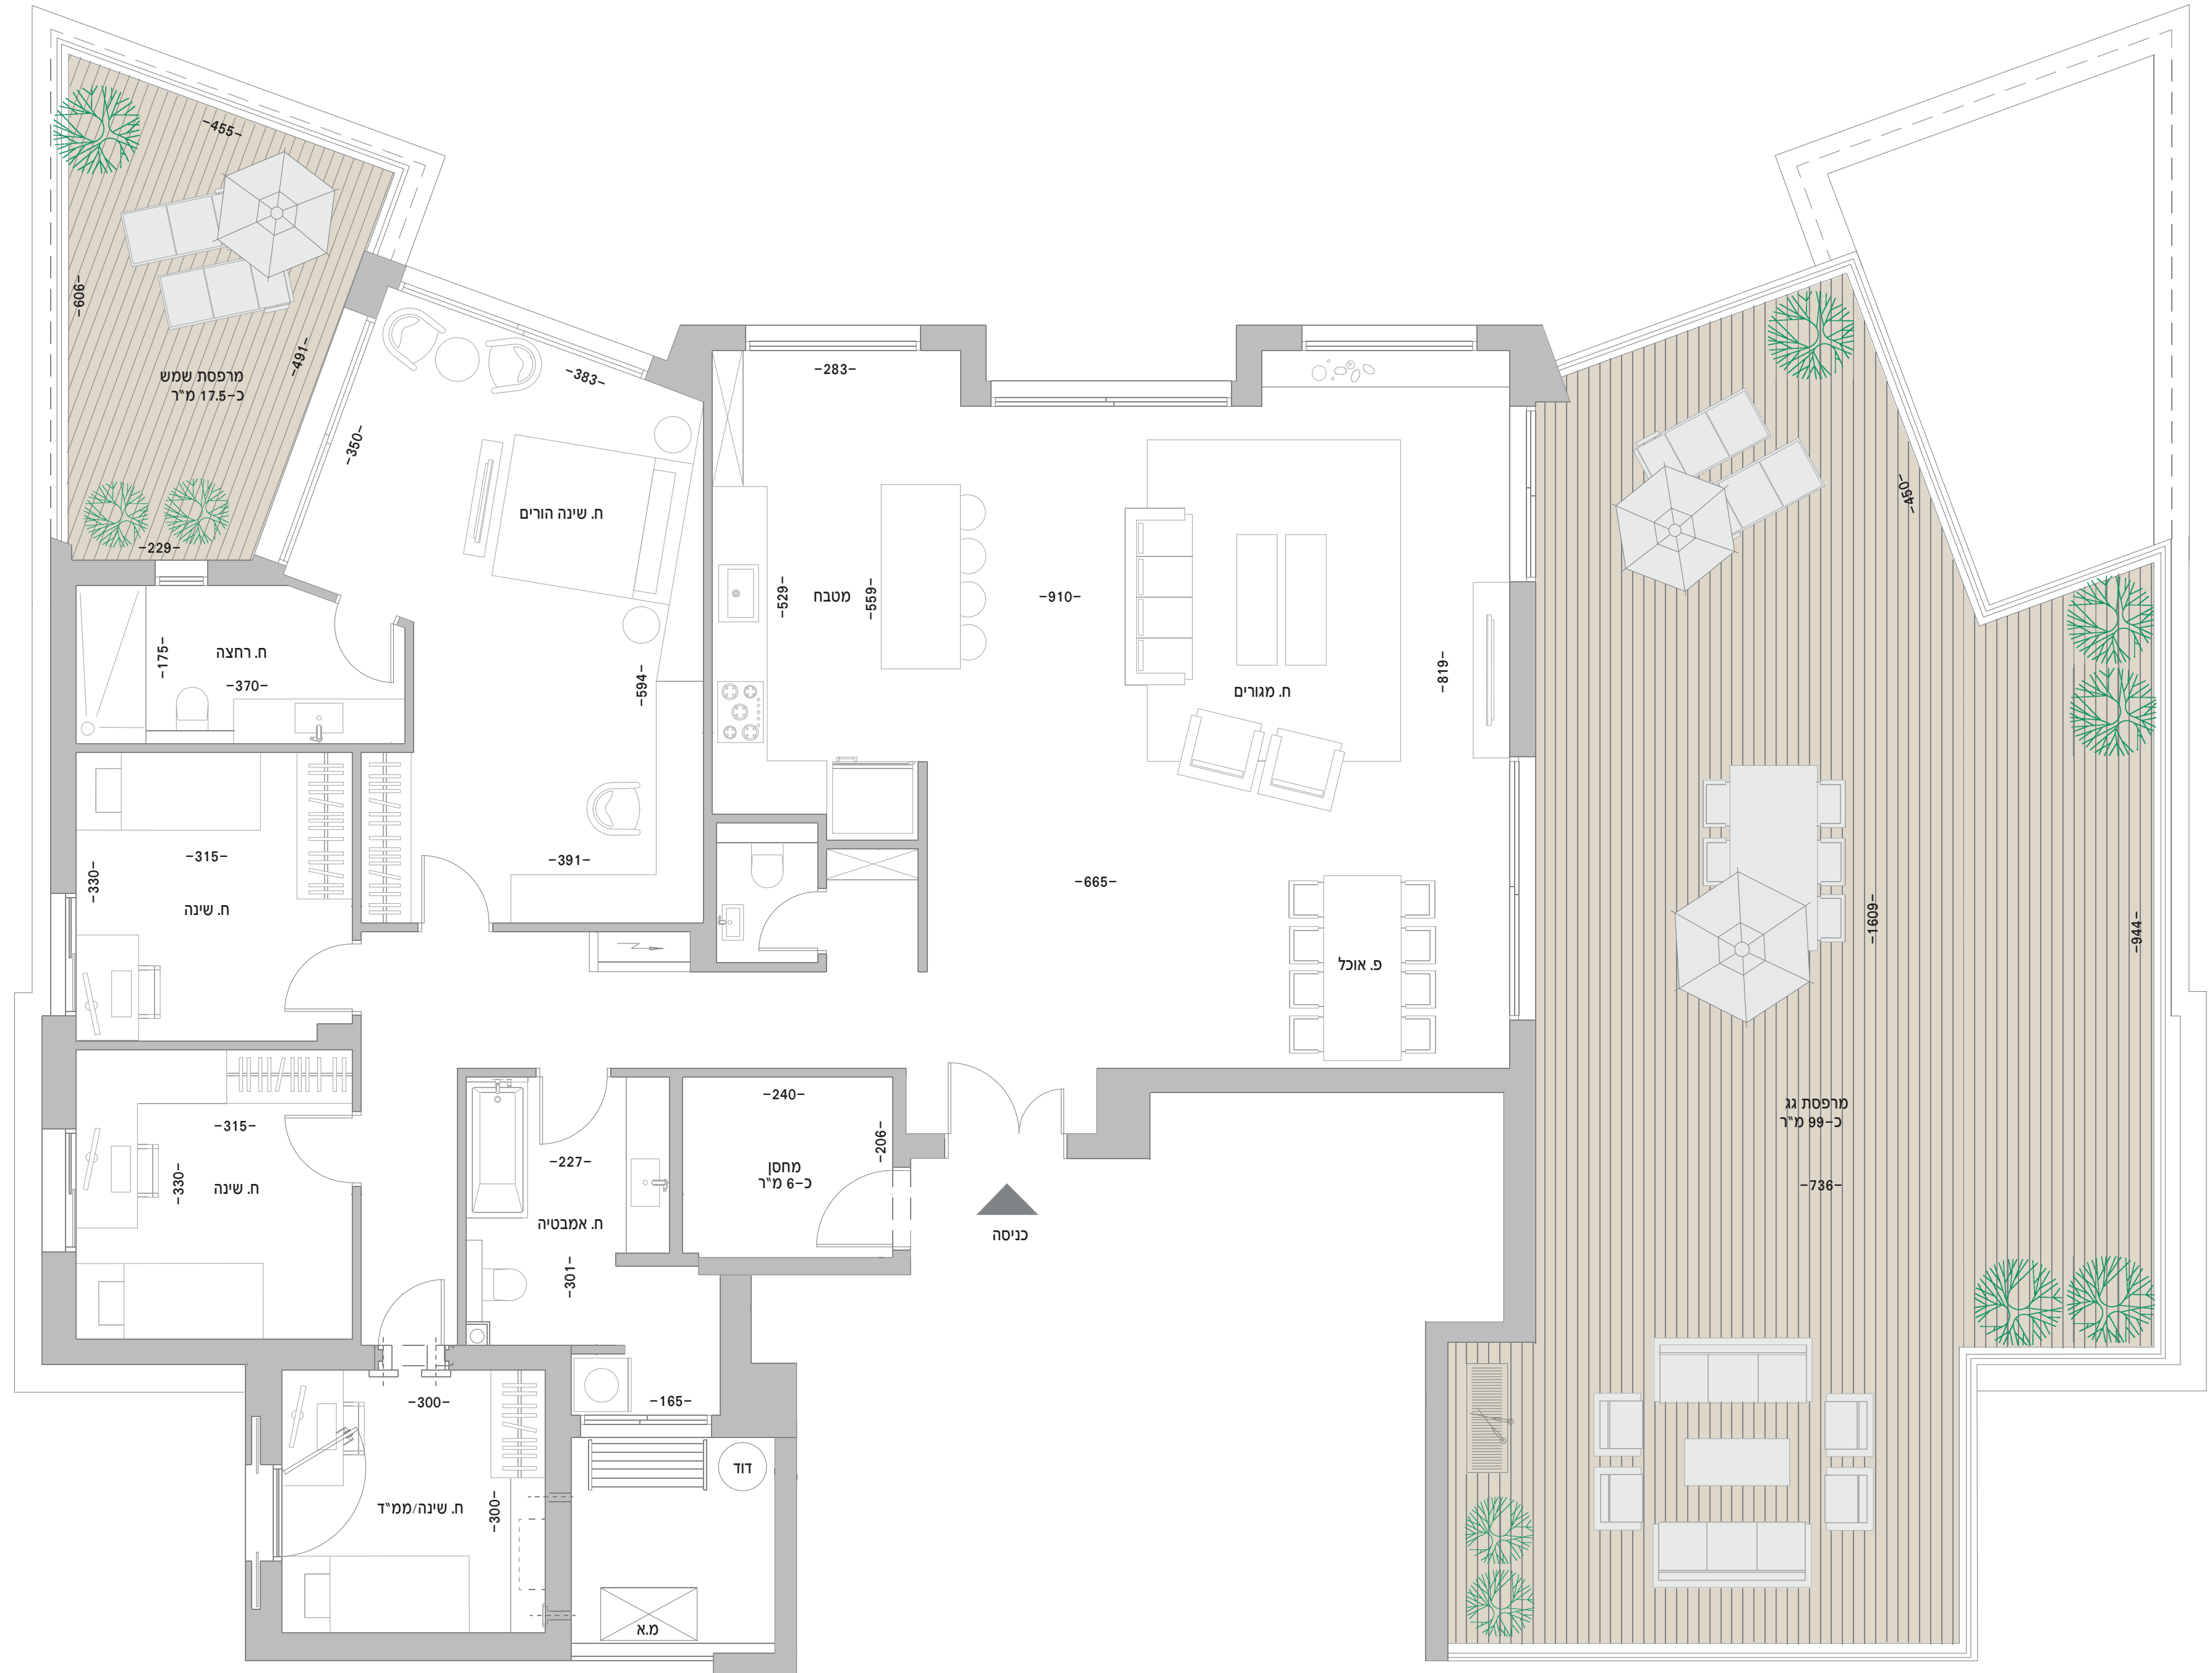 -455-
-606-
-491-
מרפסת שמש
כ-17.5 מ"ר
-229-
-383-
-350-
ח. שינה הורים
-594-
-391-
-175-
ח. רחצה
-370-
-283-
-529-
מטבח
-559-
-910-
-819-
ח. מגורים
-665-
פ. אוכל
-450-
-1609-
-944-
מרפסת גג
כ-99 מ"ר
-736-
-315-
-330-
ח. שינה
-315-
-330-
ח. שינה
-227-
ח. אמבטיה
-301-
-240-
-206-
מחסן
כ-6 מ"ר
כניסה
-165-
-300-
ח. שינה/ממ"ד
-300-
דוד
מ.א